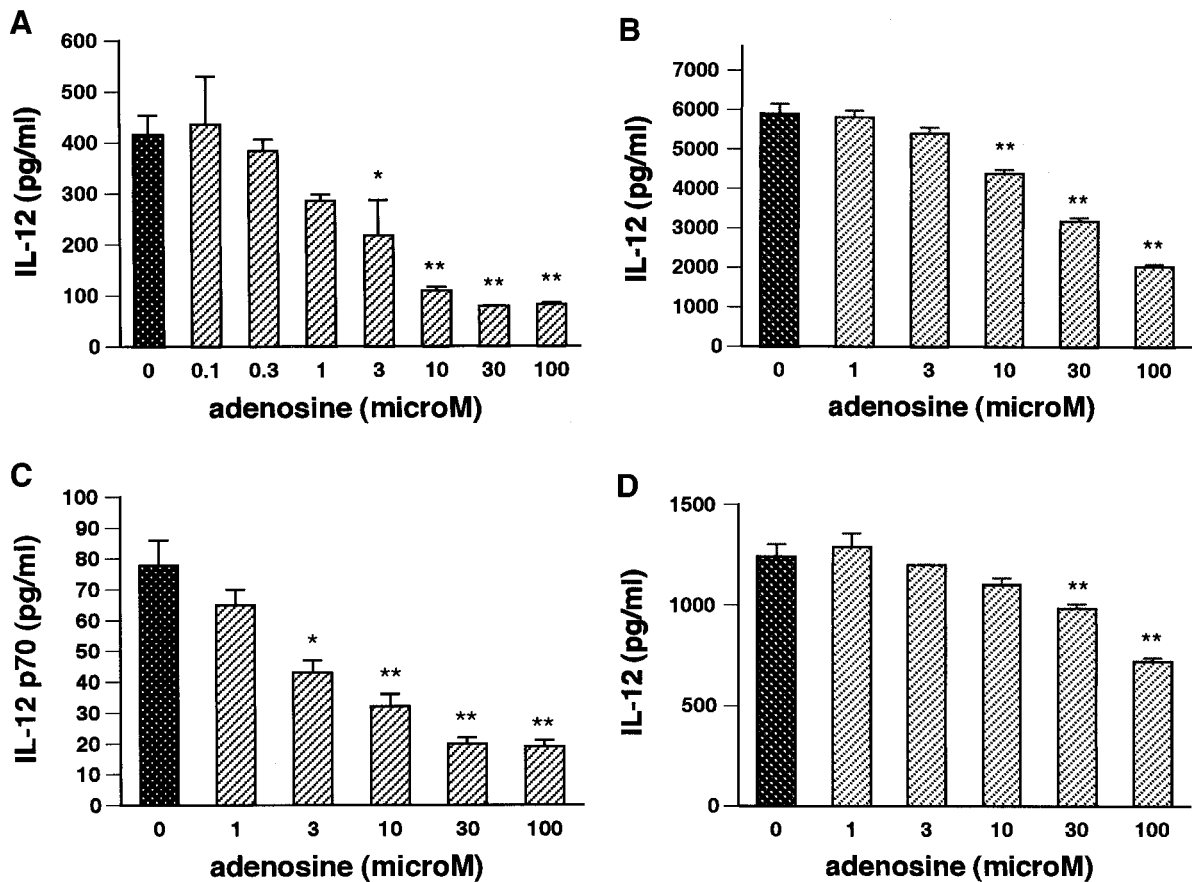 A
IL-12 (pg/ml)
600
500
400
300
200
100
0
*
**
**
**
0 0.1 0.3 1 3 10 30 100
adenosine (microM)
B
IL-12 (pg/ml)
7000
6000
5000
4000
3000
2000
1000
0
**
**
**
0 1 3 10 30 100
adenosine (microM)
C
IL-12 p70 (pg/ml)
100
90
80
70
60
50
40
30
20
10
0
*
**
**
**
0 1 3 10 30 100
adenosine (microM)
D
IL-12 (pg/ml)
1500
1000
500
0
**
**
0 1 3 10 30 100
adenosine (microM)